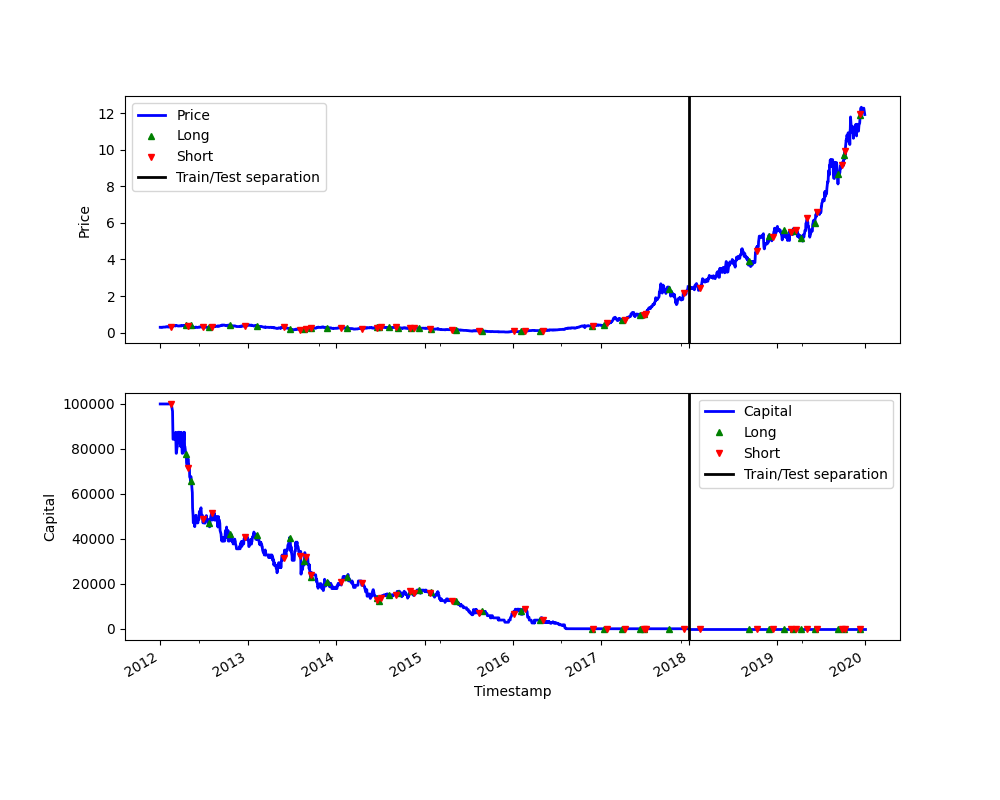 Price
Long
Short
Train/Test separation
12
10
8
6
4
2
0
Price
Capital
Long
Short
Train/Test separation
100000
80000
60000
40000
20000
0
Capital
2012 2013 2014 2015 2016 2017 2018 2019 2020
Timestamp